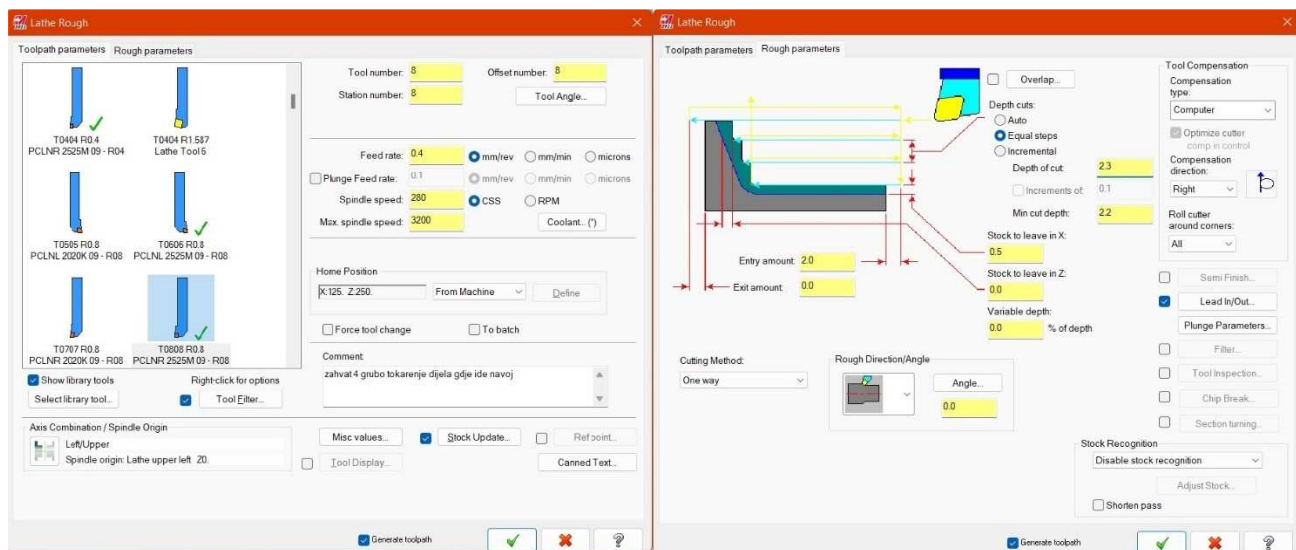 Lathe Rough
Toolpath parameters Rough parameters
T0404 R0.4 T0404 R1.587
PCLNR 2525M 09 - R04 Lathe Tool 6
T0505 R0.8 T0606 R0.8
PCLNL 2020K 09 - R08 PCLNL 2525M 09 - R08
T0707 R0.8 T0808 R0.8
PCLNR 2020K 09 - R08 PCLNR 2525M 09 - R08
Show library tools Right-click for options
Select library tool... Tool Filter...
Axis Combination / Spindle Origin
Left/Upper
Spindle origin: Lathe upper left Z0.
Tool number: 8 Offset number: 8
Station number: 8 Tool Angle...
Feed rate: 0.4 mm/rev mm/min microns
Plunge Feed rate: 0.1 mm/rev mm/min microns
Spindle speed: 280 CSS RPM
Max. spindle speed: 3200 Coolant... (*)
Home Position
X:125. Z:250. From Machine Define
Force tool change To batch
Comment
zahvat 4 grubo tokarenje dijela gdje ide navoj
Misc values... Stock Update... Ref point...
Tool Display... Canned Text...
Generate toolpath
Lathe Rough
Toolpath parameters Rough parameters
Overlap...
Depth cuts:
Auto
Equal steps
Incremental
Depth of cut: 2.3
Increments of: 0.1
Min cut depth: 2.2
Stock to leave in X:
0.5
Stock to leave in Z:
0.0
Variable depth:
0.0 % of depth
Entry amount: 2.0
Exit amount: 0.0
Cutting Method:
One way
Rough Direction/Angle
Angle...
0.0
Tool Compensation
Compensation
type:
Computer
Optimize cutter
comp in control
Compensation
direction:
Right
Roll cutter
around corners:
All
Semi Finish...
Lead In/Out...
Plunge Parameters...
Filter...
Tool Inspection...
Chip Break...
Section turning...
Stock Recognition
Disable stock recognition
Adjust Stock...
Shorten pass
Generate toolpath